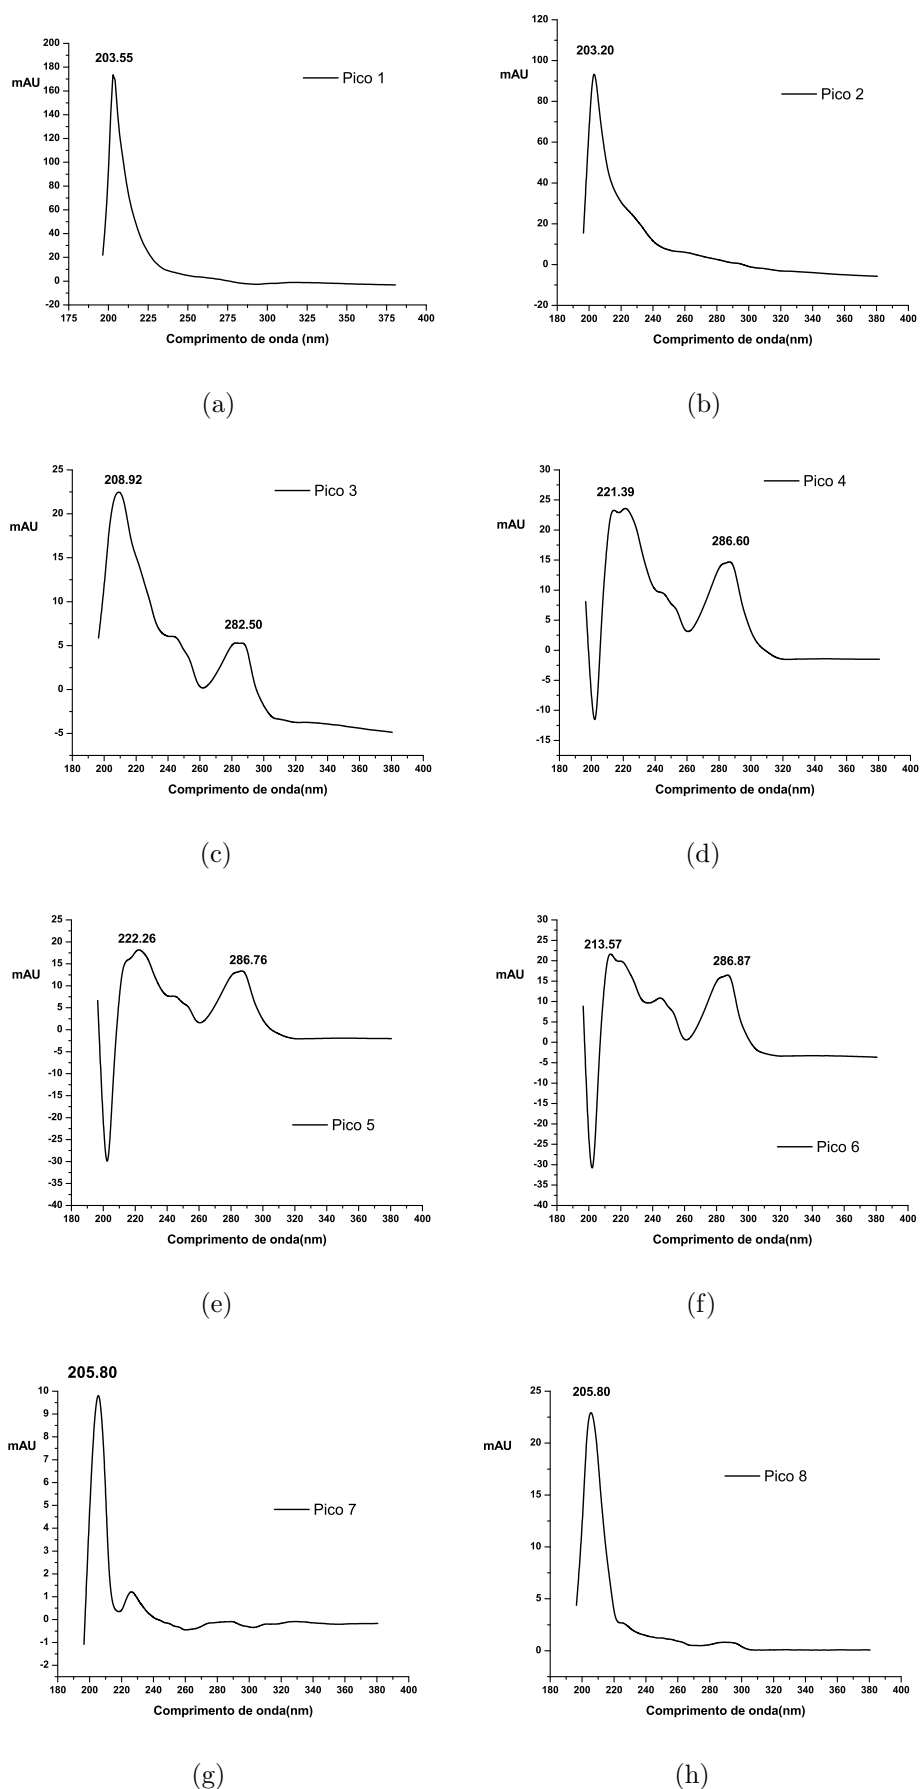 203.55
mAU
Pico 1
200
180
160
140
120
100
80
60
40
20
0
-20
175 200 225 250 275 300 325 350 375 400
Comprimento de onda (nm)
(a)
203.20
mAU
Pico 2
120
100
80
60
40
20
0
-20
180 200 220 240 260 280 300 320 340 360 380 400
Comprimento de onda(nm)
(b)
208.92
282.50
mAU
Pico 3
25
20
15
10
5
0
-5
180 200 220 240 260 280 300 320 340 360 380 400
Comprimento de onda(nm)
(c)
221.39
286.60
mAU
Pico 4
30
25
20
15
10
5
0
-5
-10
-15
180 200 220 240 260 280 300 320 340 360 380 400
Comprimento de onda(nm)
(d)
222.26
286.76
mAU
Pico 5
25
20
15
10
5
0
-5
-10
-15
-20
-25
-30
-35
-40
180 200 220 240 260 280 300 320 340 360 380 400
Comprimento de onda(nm)
(e)
213.57
286.87
mAU
Pico 6
30
25
20
15
10
5
0
-5
-10
-15
-20
-25
-30
-35
-40
180 200 220 240 260 280 300 320 340 360 380 400
Comprimento de onda(nm)
(f)
205.80
mAU
Pico 7
10
9
8
7
6
5
4
3
2
1
0
-1
-2
180 200 220 240 260 280 300 320 340 360 380 400
Comprimento de onda(nm)
(g)
205.80
mAU
Pico 8
25
20
15
10
5
0
180 200 220 240 260 280 300 320 340 360 380 400
Comprimento de onda(nm)
(h)